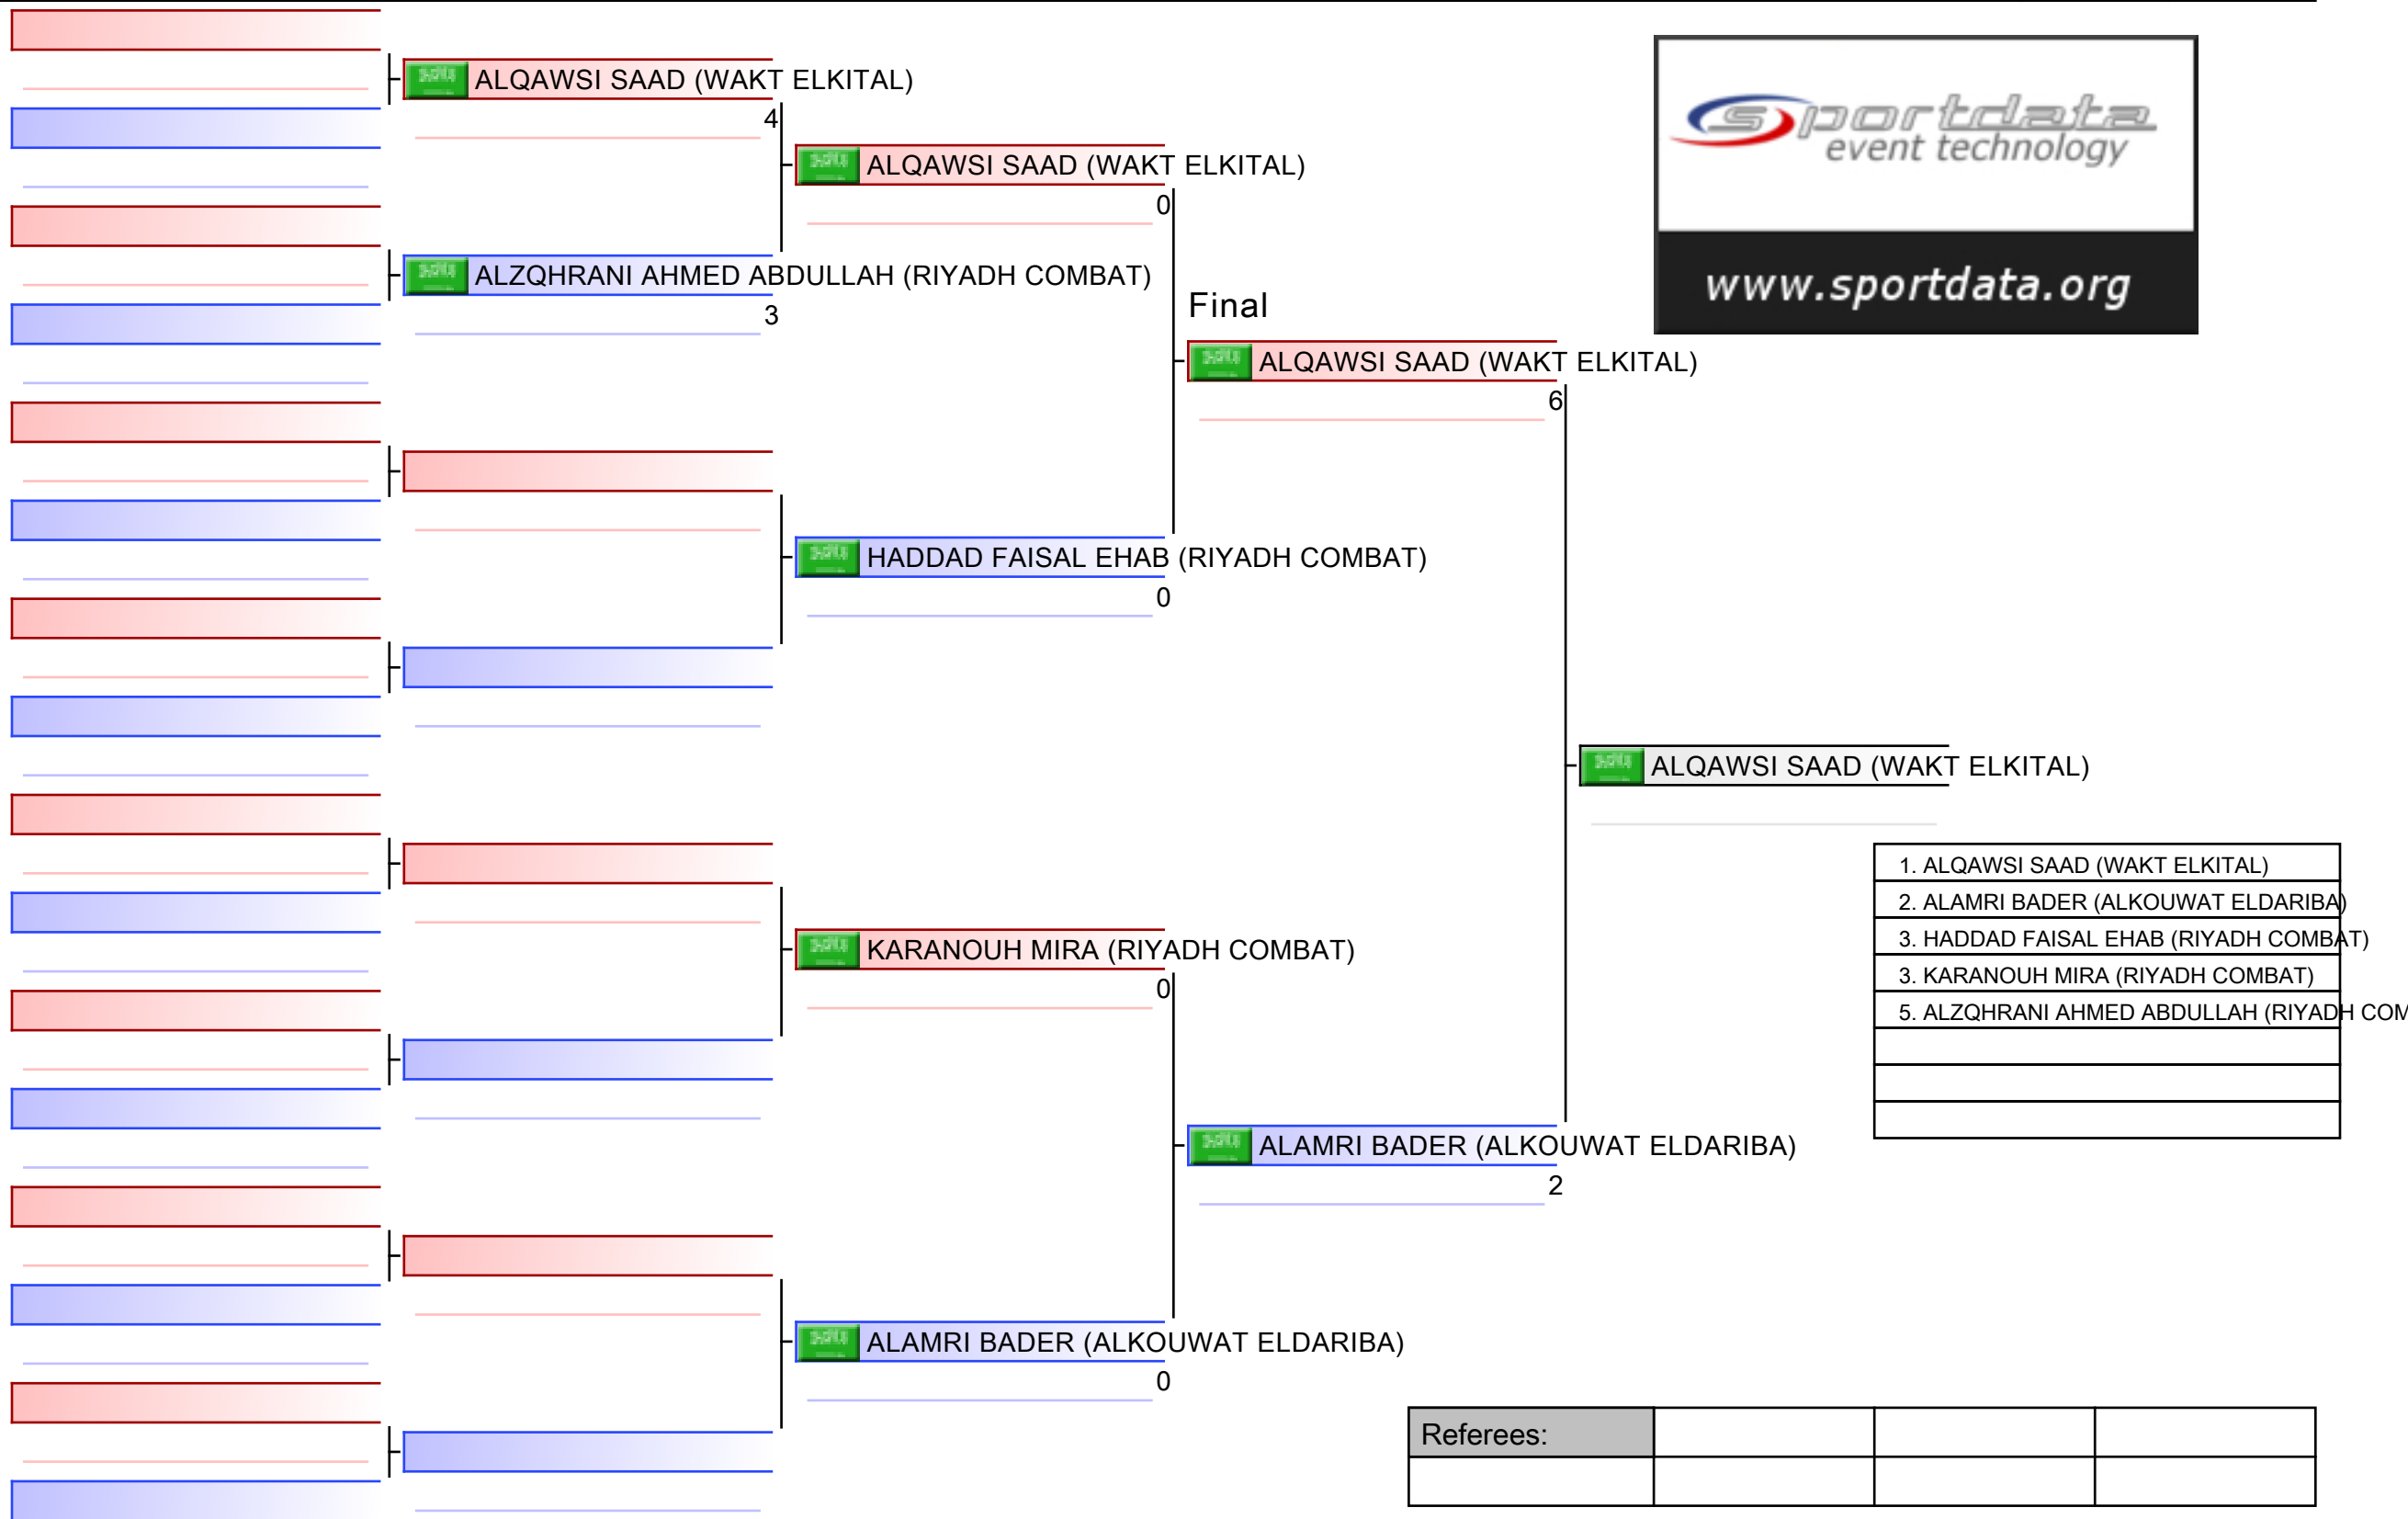 ALQAWSI SAAD (WAKT ELKITAL)
4
ALQAWSI SAAD (WAKT ELKITAL)
0
ALZQHRANI AHMED ABDULLAH (RIYADH COMBAT)
3
Final
ALQAWSI SAAD (WAKT ELKITAL)
6
HADDAD FAISAL EHAB (RIYADH COMBAT)
0
ALQAWSI SAAD (WAKT ELKITAL)
KARANOUH MIRA (RIYADH COMBAT)
0
ALAMRI BADER (ALKOUWAT ELDARIBA)
2
ALAMRI BADER (ALKOUWAT ELDARIBA)
0
sportdata
event technology
www.sportdata.org
1. ALQAWSI SAAD (WAKT ELKITAL)
2. ALAMRI BADER (ALKOUWAT ELDARIBA)
3. HADDAD FAISAL EHAB (RIYADH COMBAT)
3. KARANOUH MIRA (RIYADH COMBAT)
5. ALZQHRANI AHMED ABDULLAH (RIYADH COM
Referees: